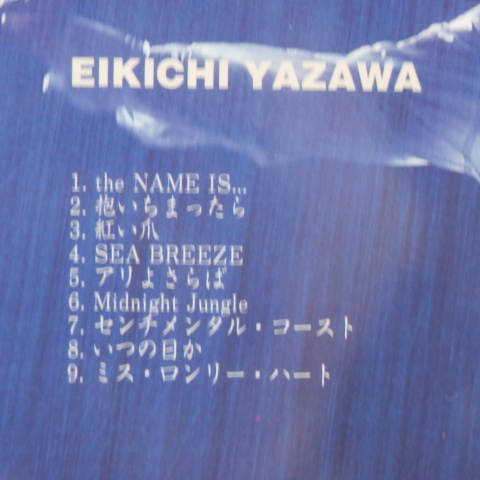 EIKICHI YAZAWA
1. the NAME IS...
2.抱いちまったら
3. 紅い爪
4. SEA BREEZE
5. アリよさらば
6. Midnight Jungle
7. センチメンタル・コースト
8. いつの日か
9. ミス・ロンリー・ハート